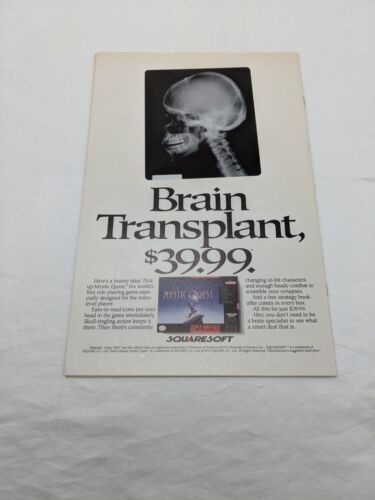 Brain
Transplant,
$39.99.*
Here's a brainy idea: Pick
up Mystic Quest,™ the world's
first role-playing game espe-
cially designed for the entry-
level player.
Easy-to-read icons put your
head in the game immediately.
Skull-tingling action keeps it
there. Then there's constantly
MYSTIC QUEST
SUPER NINTENDO
changing 16-bit characters
and enough heady combat to
scramble your synapses.
And a free strategy book
comes in every box.
All this for just $39.99.
Hey, you don't need to be
a brain specialist to see what
a smart deal that is.
SQUARESOFT